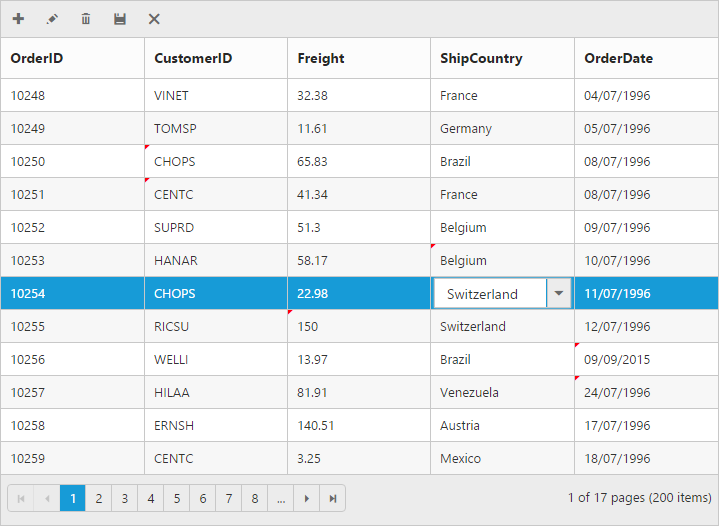 OrderID CustomerID Freight ShipCountry OrderDate
10248 VINET 32.38 France 04/07/1996
10249 TOMSP 11.61 Germany 05/07/1996
10250 CHOPS 65.83 Brazil 08/07/1996
10251 CENTC 41.34 France 08/07/1996
10252 SUPRD 51.3 Belgium 09/07/1996
10253 HANAR 58.17 Belgium 10/07/1996
10254 CHOPS 22.98 Switzerland 11/07/1996
10255 RICSU 150 Switzerland 12/07/1996
10256 WELLI 13.97 Brazil 09/09/2015
10257 HILAA 81.91 Venezuela 24/07/1996
10258 ERNSH 140.51 Austria 17/07/1996
10259 CENTC 3.25 Mexico 18/07/1996
1 2 3 4 5 6 7 8 ... 1 of 17 pages (200 items)